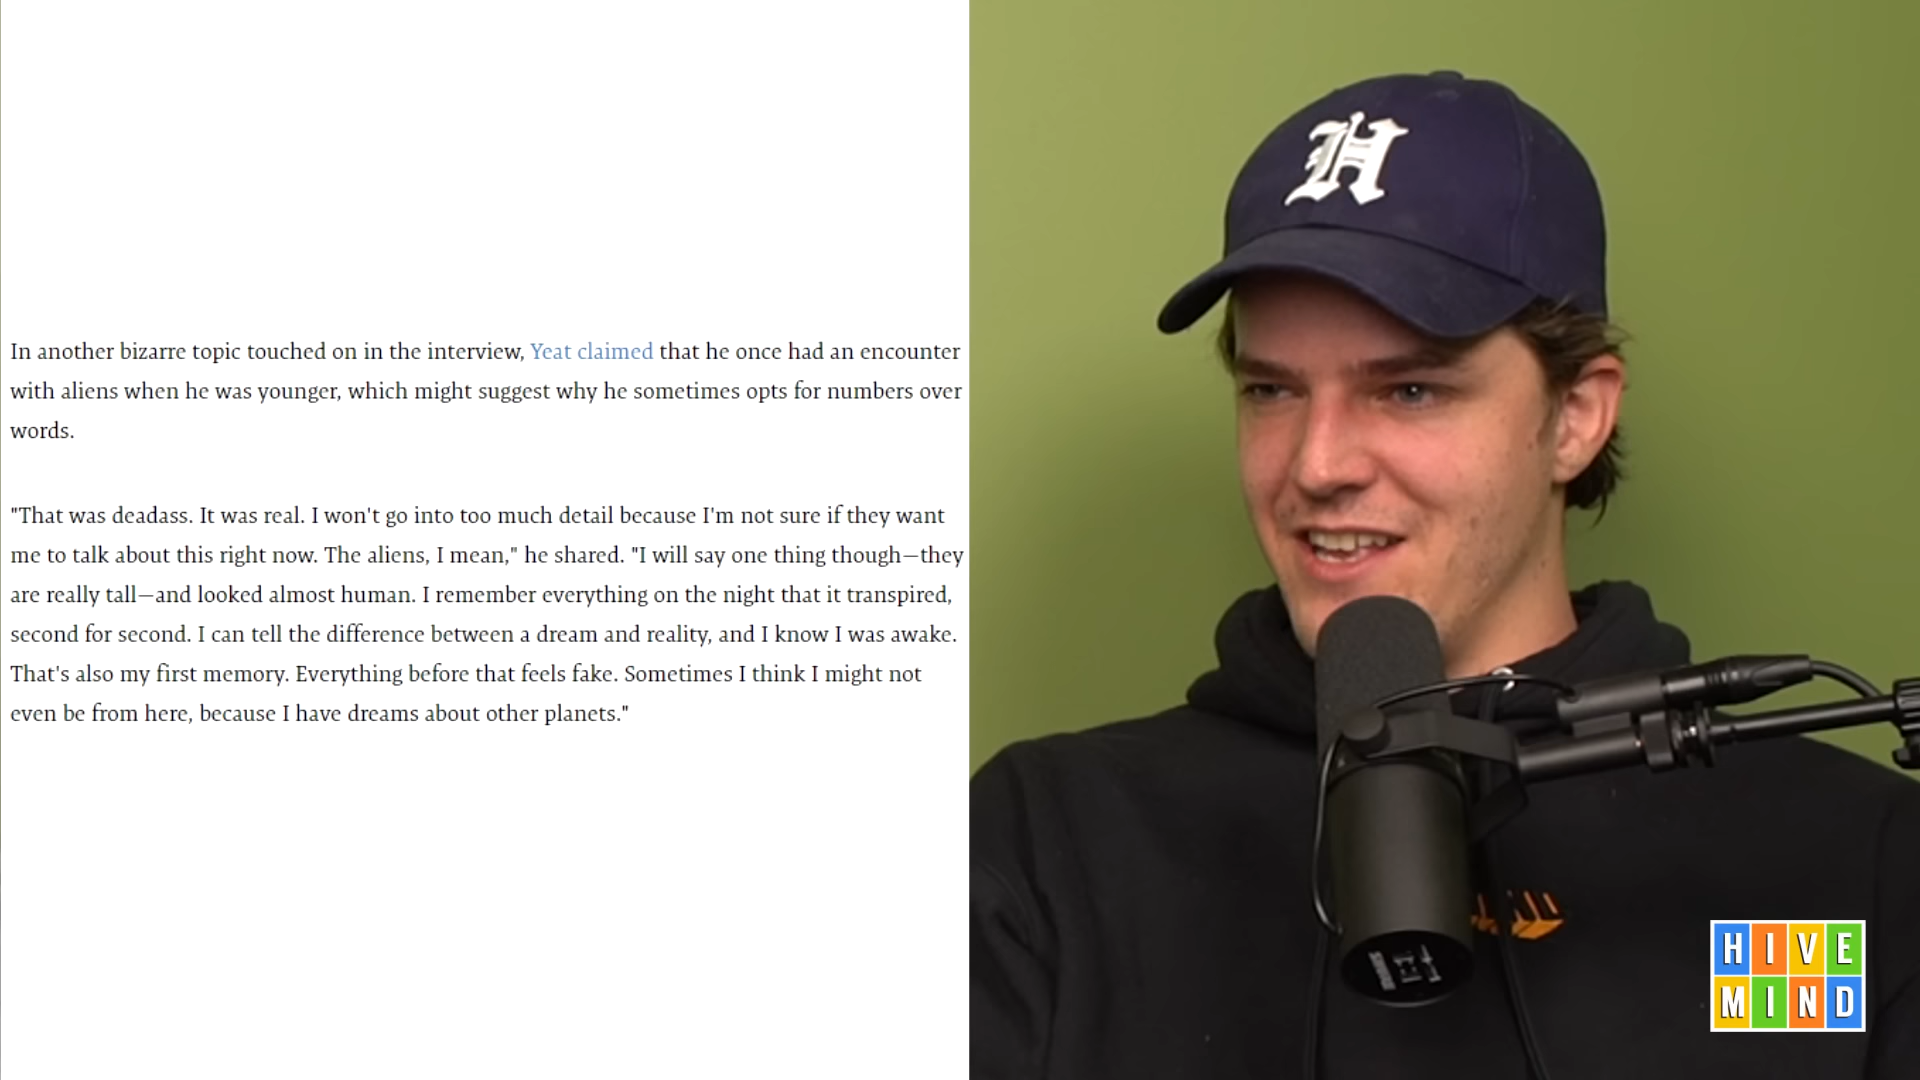 In another bizarre topic touched on in the interview, Yeat claimed that he once had an encounter
with aliens when he was younger, which might suggest why he sometimes opts for numbers over
words.
"That was deadass. It was real. I won't go into too much detail because I'm not sure if they want
me to talk about this right now. The aliens, I mean," he shared. "I will say one thing though—they
are really tall—and looked almost human. I remember everything on the night that it transpired,
second for second. I can tell the difference between a dream and reality, and I know I was awake.
That's also my first memory. Everything before that feels fake. Sometimes I think I might not
even be from here, because I have dreams about other planets."
H
HIVE
MIND